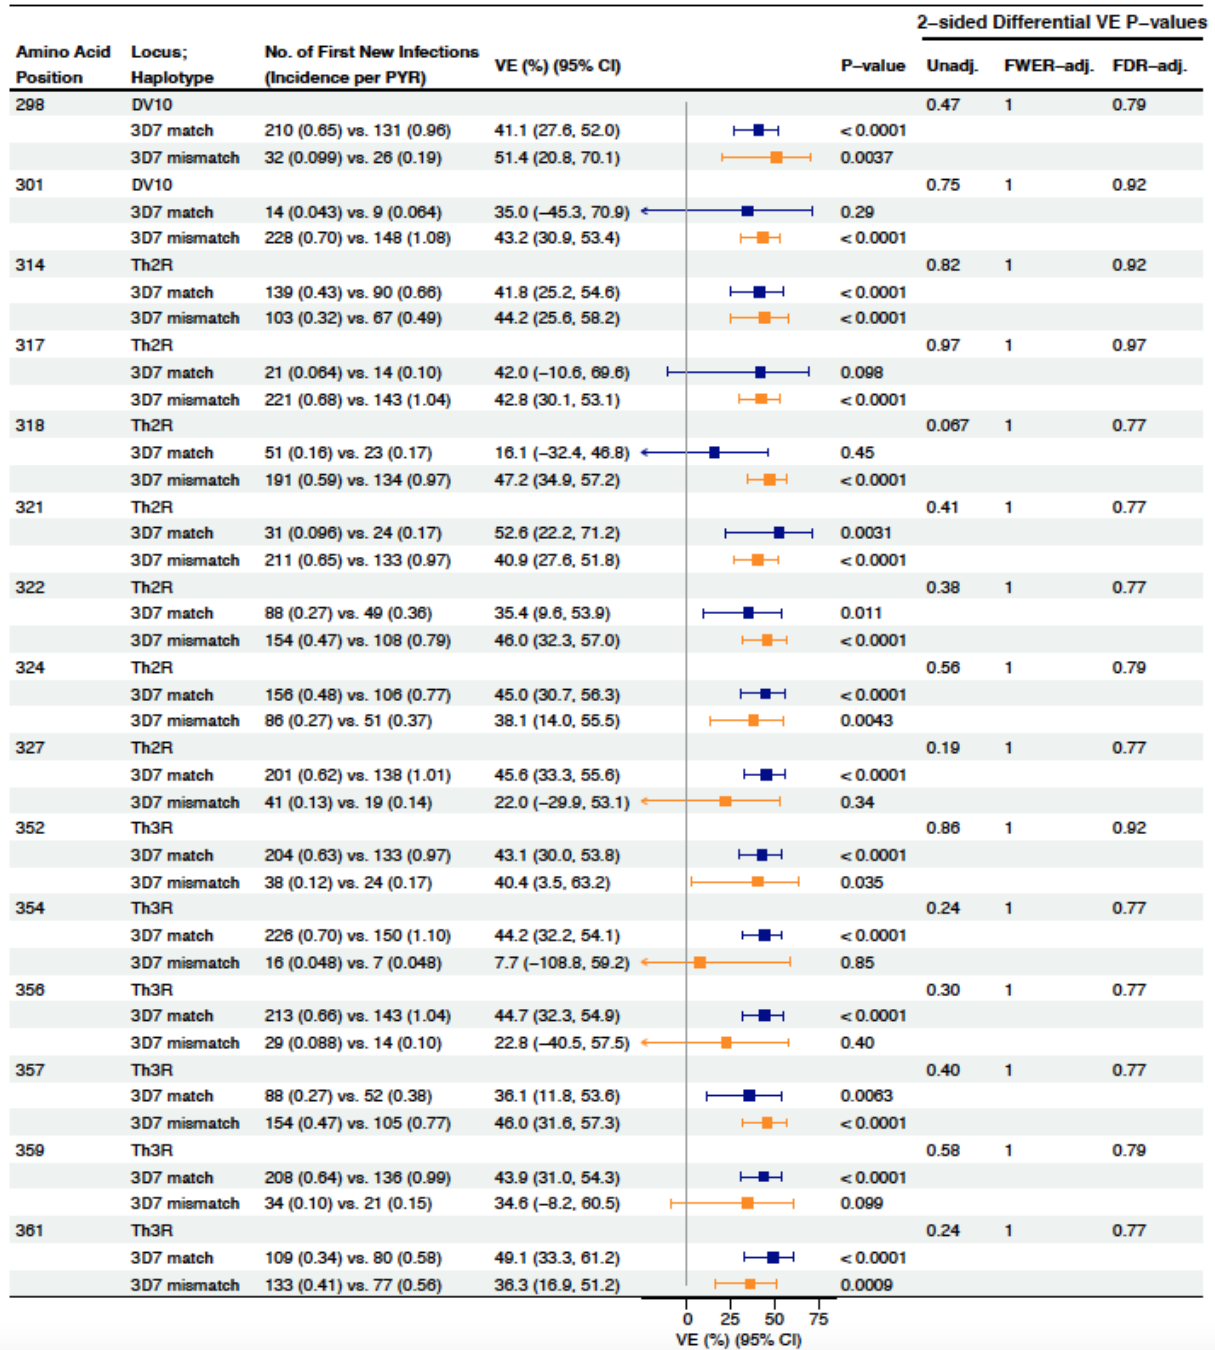 2−sided Differential VE P−values
Amino Acid Position Locus; Haplotype No. of First New Infections (Incidence per PYR) VE (%) (95% CI) P−value Unadj. FWER−adj. FDR−adj.
298 DV10 0.47 1 0.79
3D7 match 210 (0.65) vs. 131 (0.96) 41.1 (27.6, 52.0) < 0.0001
3D7 mismatch 32 (0.099) vs. 26 (0.19) 51.4 (20.8, 70.1) 0.0037
301 DV10 0.75 1 0.92
3D7 match 14 (0.043) vs. 9 (0.064) 35.0 (−45.3, 70.9) 0.29
3D7 mismatch 228 (0.70) vs. 148 (1.08) 43.2 (30.9, 53.4) < 0.0001
314 Th2R 0.82 1 0.92
3D7 match 139 (0.43) vs. 90 (0.66) 41.8 (25.2, 54.6) < 0.0001
3D7 mismatch 103 (0.32) vs. 67 (0.49) 44.2 (25.6, 58.2) < 0.0001
317 Th2R 0.97 1 0.97
3D7 match 21 (0.064) vs. 14 (0.10) 42.0 (−10.6, 69.6) 0.098
3D7 mismatch 221 (0.68) vs. 143 (1.04) 42.8 (30.1, 53.1) < 0.0001
318 Th2R 0.067 1 0.77
3D7 match 51 (0.16) vs. 23 (0.17) 16.1 (−32.4, 46.8) 0.45
3D7 mismatch 191 (0.59) vs. 134 (0.97) 47.2 (34.9, 57.2) < 0.0001
321 Th2R 0.41 1 0.77
3D7 match 31 (0.096) vs. 24 (0.17) 52.6 (22.2, 71.2) 0.0031
3D7 mismatch 211 (0.65) vs. 133 (0.97) 40.9 (27.6, 51.8) < 0.0001
322 Th2R 0.38 1 0.77
3D7 match 88 (0.27) vs. 49 (0.36) 35.4 (9.6, 53.9) 0.011
3D7 mismatch 154 (0.47) vs. 108 (0.79) 46.0 (32.3, 57.0) < 0.0001
324 Th2R 0.56 1 0.79
3D7 match 156 (0.48) vs. 106 (0.77) 45.0 (30.7, 56.3) < 0.0001
3D7 mismatch 86 (0.27) vs. 51 (0.37) 38.1 (14.0, 55.5) 0.0043
327 Th2R 0.19 1 0.77
3D7 match 201 (0.62) vs. 138 (1.01) 45.6 (33.3, 55.6) < 0.0001
3D7 mismatch 41 (0.13) vs. 19 (0.14) 22.0 (−29.9, 53.1) 0.34
352 Th3R 0.86 1 0.92
3D7 match 204 (0.63) vs. 133 (0.97) 43.1 (30.0, 53.8) < 0.0001
3D7 mismatch 38 (0.12) vs. 24 (0.17) 40.4 (3.5, 63.2) 0.035
354 Th3R 0.24 1 0.77
3D7 match 226 (0.70) vs. 150 (1.10) 44.2 (32.2, 54.1) < 0.0001
3D7 mismatch 16 (0.048) vs. 7 (0.048) 7.7 (−108.8, 59.2) 0.85
356 Th3R 0.30 1 0.77
3D7 match 213 (0.66) vs. 143 (1.04) 44.7 (32.3, 54.9) < 0.0001
3D7 mismatch 29 (0.088) vs. 14 (0.10) 22.8 (−40.5, 57.5) 0.40
357 Th3R 0.40 1 0.77
3D7 match 88 (0.27) vs. 52 (0.38) 36.1 (11.8, 53.6) 0.0063
3D7 mismatch 154 (0.47) vs. 105 (0.77) 46.0 (31.6, 57.3) < 0.0001
359 Th3R 0.58 1 0.79
3D7 match 208 (0.64) vs. 136 (0.99) 43.9 (31.0, 54.3) < 0.0001
3D7 mismatch 34 (0.10) vs. 21 (0.15) 34.6 (−8.2, 60.5) 0.099
361 Th3R 0.24 1 0.77
3D7 match 109 (0.34) vs. 80 (0.58) 49.1 (33.3, 61.2) < 0.0001
3D7 mismatch 133 (0.41) vs. 77 (0.56) 36.3 (16.9, 51.2) 0.0009
0 25 50 75
VE (%) (95% CI)